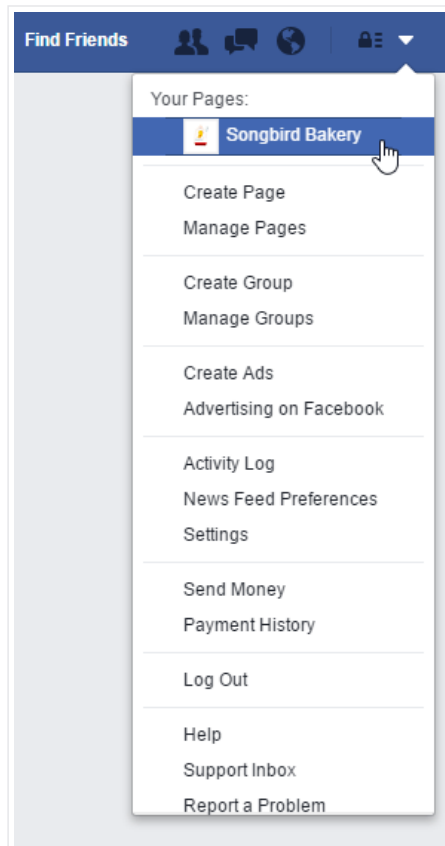 Find Friends
Your Pages:
Songbird Bakery
Create Page
Manage Pages
Create Group
Manage Groups
Create Ads
Advertising on Facebook
Activity Log
News Feed Preferences
Settings
Send Money
Payment History
Log Out
Help
Support Inbox
Report a Problem